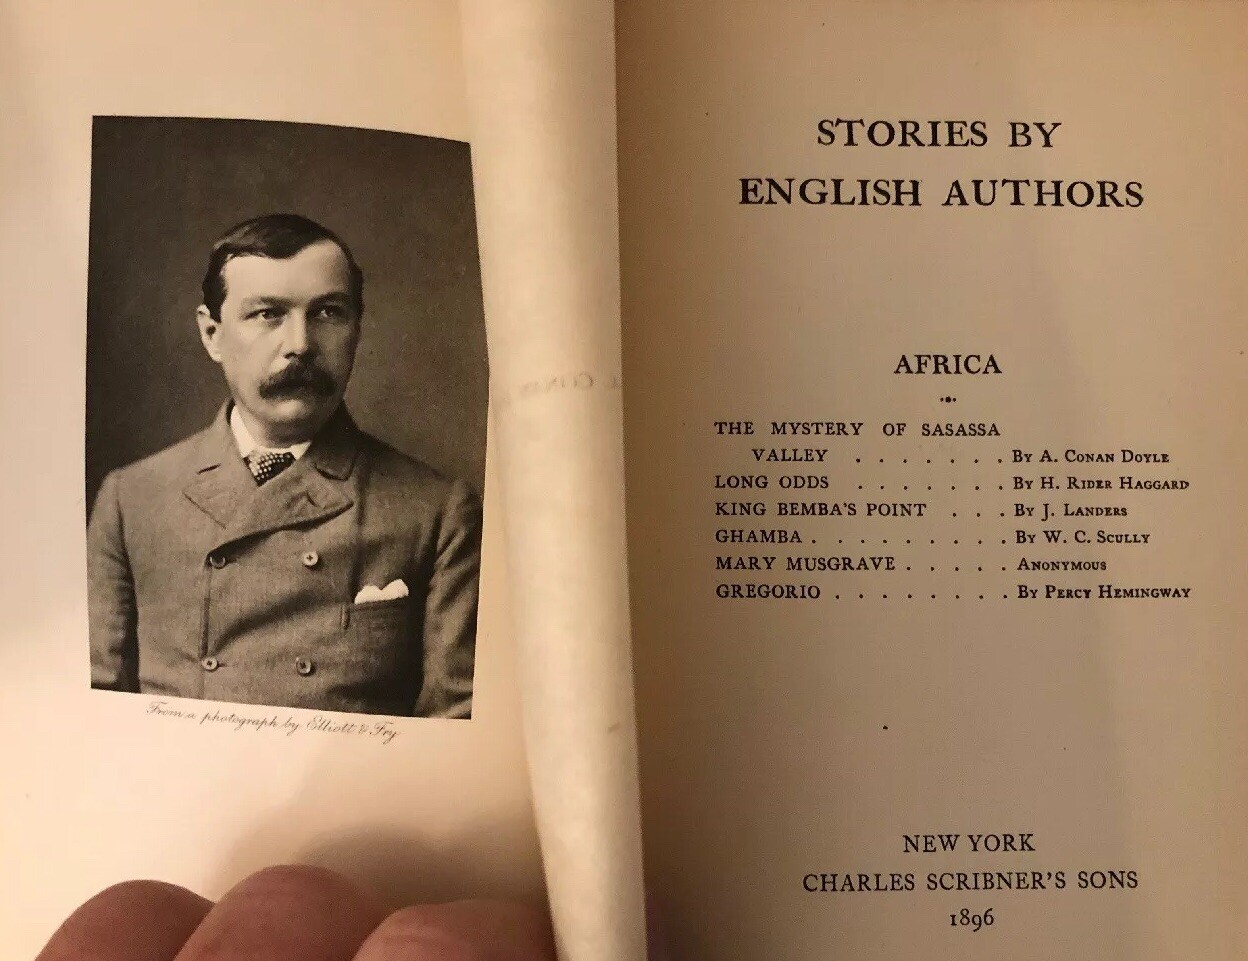 From a photograph by Elliott & Fry
STORIES BY
ENGLISH AUTHORS
AFRICA
THE MYSTERY OF SASASSA
VALLEY . . . . . . . By A. Conan Doyle
LONG ODDS . . . . . . . By H. Rider Haggard
KING BEMBA'S POINT . . . By J. Landers
GHAMBA . . . . . . . . . By W. C. Scully
MARY MUSGRAVE . . . . . Anonymous
GREGORIO . . . . . . . . By Percy Hemingway
NEW YORK
CHARLES SCRIBNER'S SONS
1896